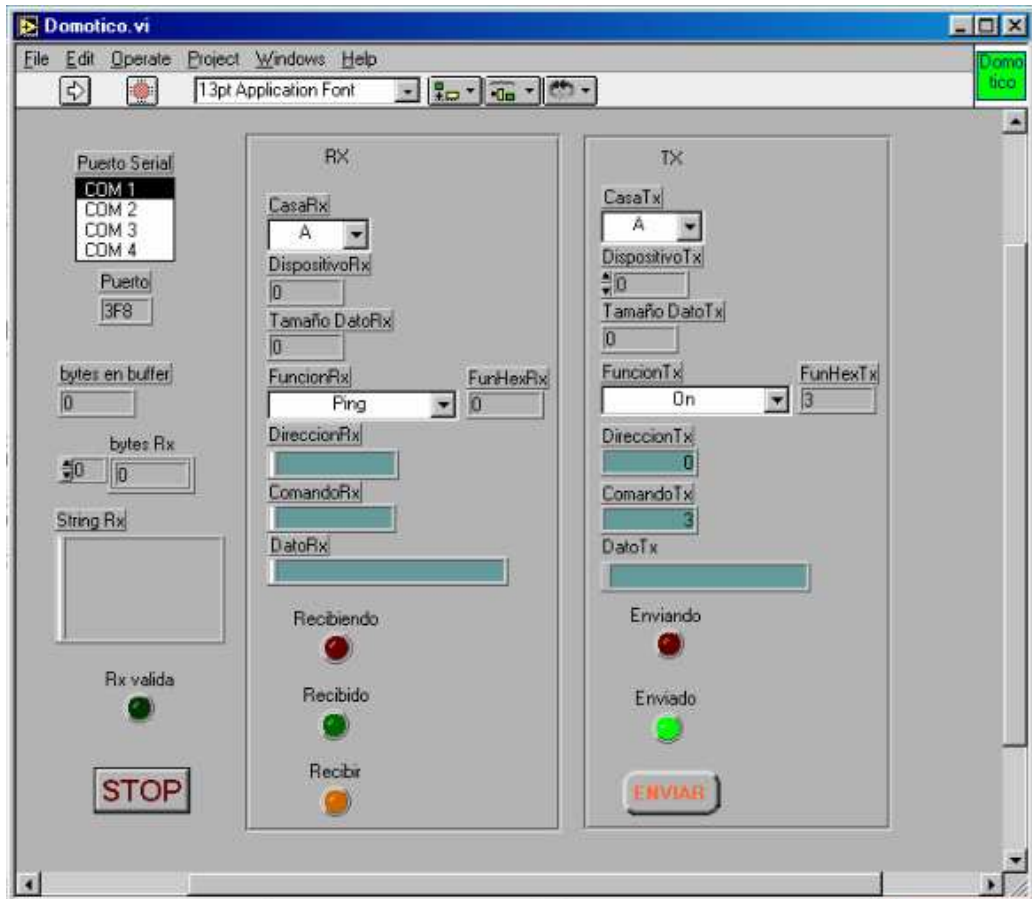 Domotico.vi
File Edit Operate Project Windows Help
13pt Application Font
Domo
tico
Puerto Serial
COM 1
COM 2
COM 3
COM 4
Puerto
3F8
bytes en buffer
0
bytes Rx
0 0
String Rx
Rx valida
STOP
RX
CasaRx
A
DispositivoRx
0
Tamaño DatoRx
0
FuncionRx FunHexRx
Ping 0
DireccionRx
ComandoRx
DatoRx
Recibiendo
Recibido
Recibir
TX
CasaTx
A
DispositivoTx
0
Tamaño DatoTx
0
FuncionTx FunHexTx
On 3
DireccionTx
0
ComandoTx
3
DatoTx
Enviando
Enviado
ENVIAR